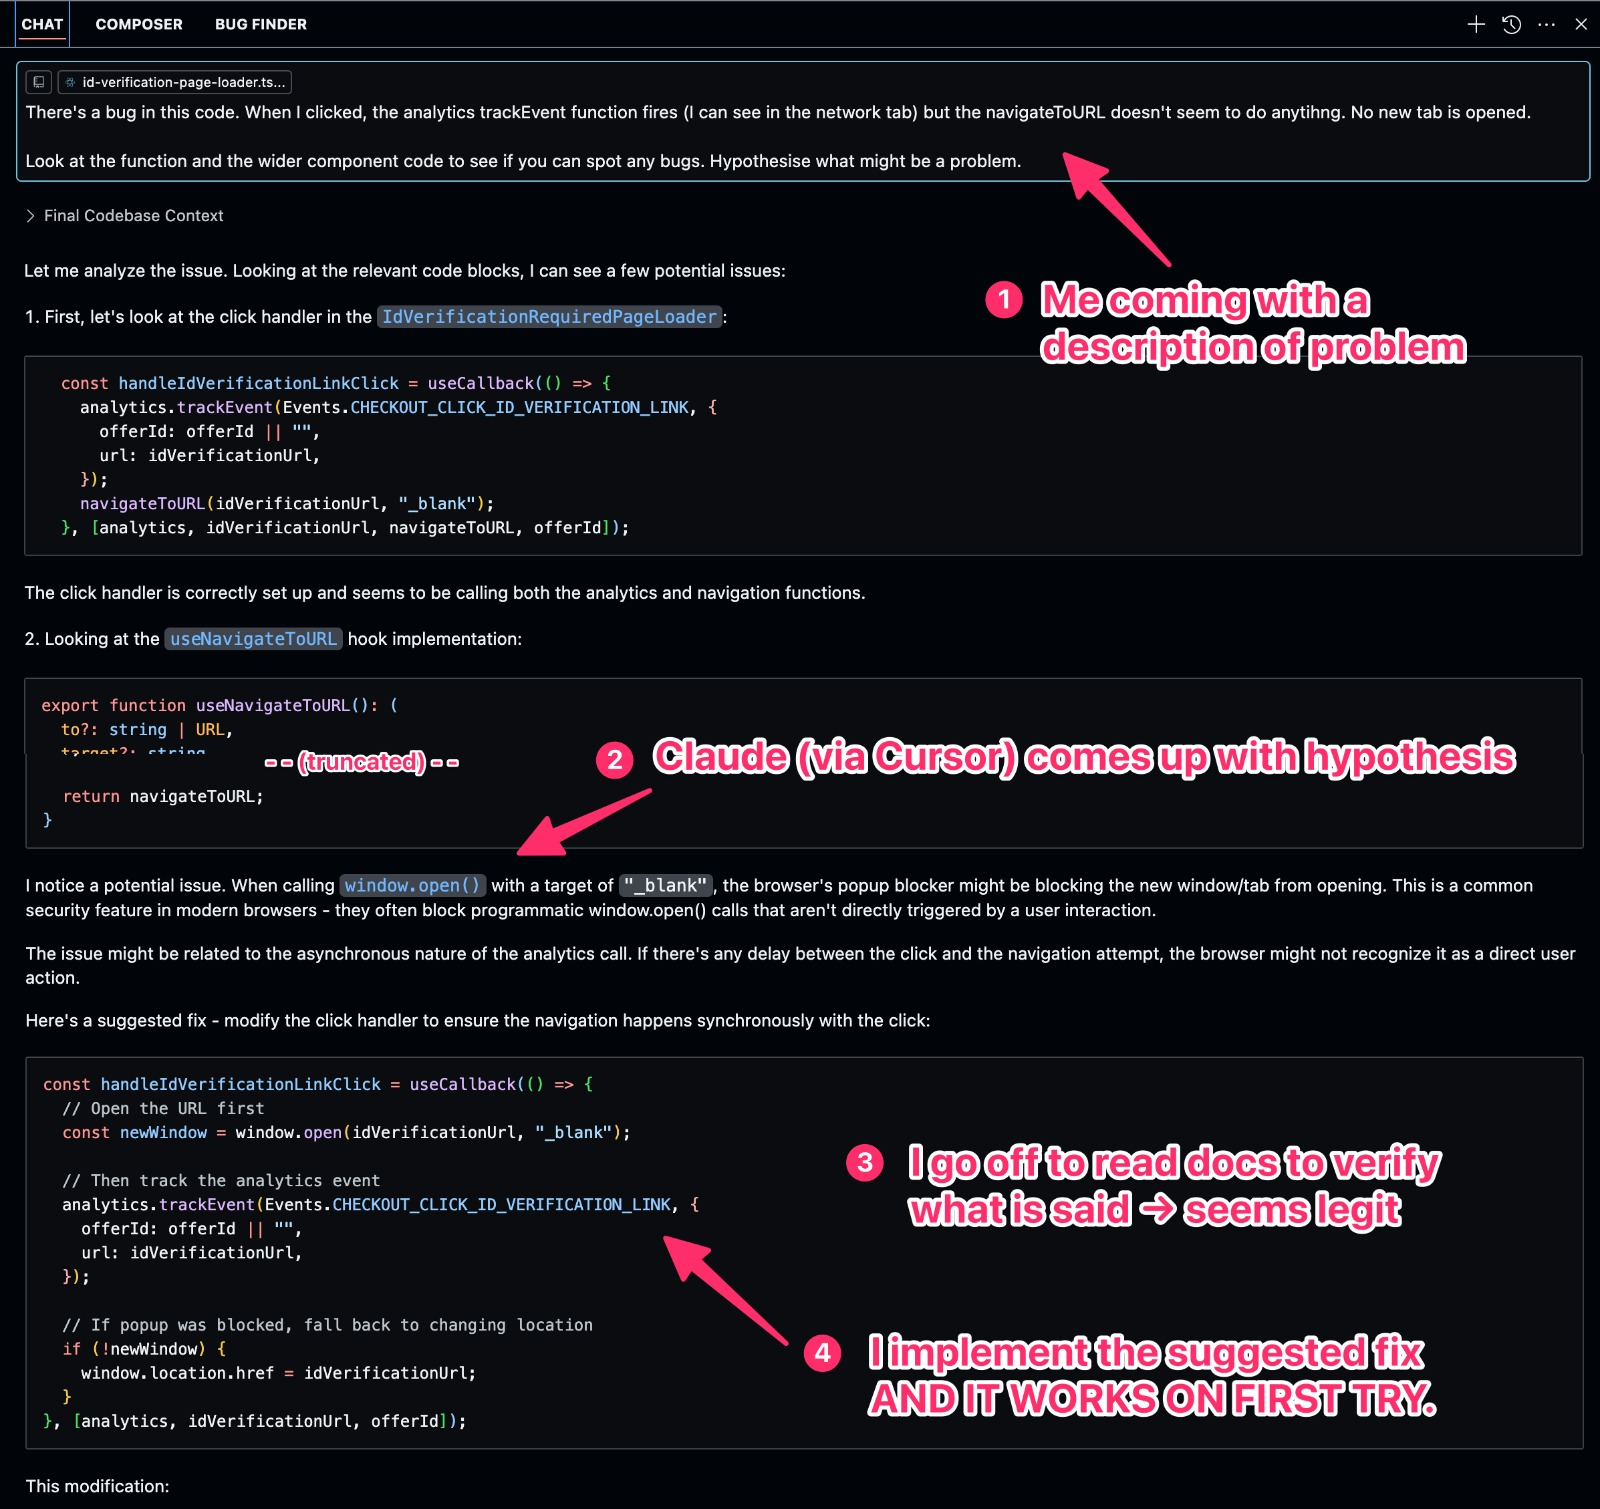 CHAT COMPOSER BUG FINDER
id-verification-page-loader.ts...
There's a bug in this code. When I clicked, the analytics trackEvent function fires (I can see in the network tab) but the navigateToURL doesn't seem to do anytihng. No new tab is opened.
Look at the function and the wider component code to see if you can spot any bugs. Hypothesise what might be a problem.
Final Codebase Context
Let me analyze the issue. Looking at the relevant code blocks, I can see a few potential issues:
1 Me coming with a
description of problem
1. First, let's look at the click handler in the IdVerificationRequiredPageLoader:
const handleIdVerificationLinkClick = useCallback(() => {
analytics.trackEvent(Events.CHECKOUT_CLICK_ID_VERIFICATION_LINK, {
offerId: offerId || "",
url: idVerificationUrl,
});
navigateToURL(idVerificationUrl, "_blank");
}, [analytics, idVerificationUrl, navigateToURL, offerId]);
The click handler is correctly set up and seems to be calling both the analytics and navigation functions.
2. Looking at the useNavigateToURL hook implementation:
export function useNavigateToURL(): (
to?: string | URL,
target?: string
--(truncated)--
2 Claude (via Cursor) comes up with hypothesis
return navigateToURL;
}
I notice a potential issue. When calling window.open() with a target of "_blank", the browser's popup blocker might be blocking the new window/tab from opening. This is a common
security feature in modern browsers - they often block programmatic window.open() calls that aren't directly triggered by a user interaction.
The issue might be related to the asynchronous nature of the analytics call. If there's any delay between the click and the navigation attempt, the browser might not recognize it as a direct user
action.
Here's a suggested fix - modify the click handler to ensure the navigation happens synchronously with the click:
const handleIdVerificationLinkClick = useCallback(() => {
// Open the URL first
const newWindow = window.open(idVerificationUrl, "_blank");
// Then track the analytics event
analytics.trackEvent(Events.CHECKOUT_CLICK_ID_VERIFICATION_LINK, {
offerId: offerId || "",
url: idVerificationUrl,
});
// If popup was blocked, fall back to changing location
if (!newWindow) {
window.location.href = idVerificationUrl;
}
}, [analytics, idVerificationUrl, offerId]);
3 I go off to read docs to verify
what is said → seems legit
4 I implement the suggested fix
AND IT WORKS ON FIRST TRY.
This modification: